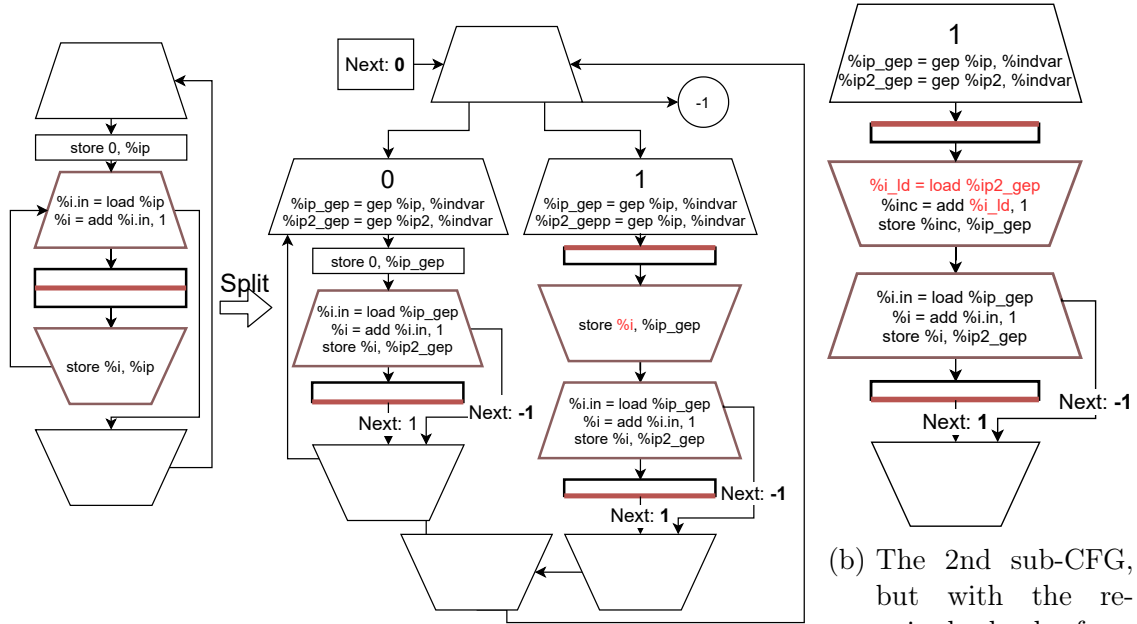 store 0, %ip
%i.in = load %ip
%i = add %i.in, 1
store %i, %ip
Split
Next: 0
-1
0
%ip_gep = gep %ip, %indvar
%ip2_gep = gep %ip2, %indvar
store 0, %ip_gep
%i.in = load %ip_gep
%i = add %i.in, 1
store %i, %ip2_gep
Next: 1
Next: -1
1
%ip_gep = gep %ip, %indvar
%ip2_gepp = gep %ip, %indvar
store %i, %ip_gep
%i.in = load %ip_gep
%i = add %i.in, 1
store %i, %ip2_gep
Next: -1
Next: 1
1
%ip_gep = gep %ip, %indvar
%ip2_gep = gep %ip2, %indvar
%i_ld = load %ip2_gep
%inc = add %i_ld, 1
store %inc, %ip_gep
%i.in = load %ip_gep
%i = add %i.in, 1
store %i, %ip2_gep
Next: -1
Next: 1
(b) The 2nd sub-CFG,
but with the re-